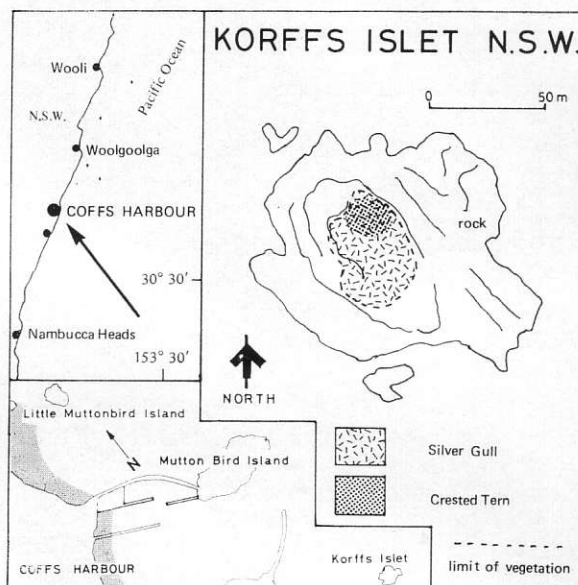 KORFFS ISLET N.S.W.
0 50 m
Wooli
Pacific Ocean
N.S.W.
Woolgoolga
COFFS HARBOUR
30° 30'
Nambucca Heads
153° 30'
rock
NORTH
Little Muttonbird Island
N
Mutton Bird Island
COFFS HARBOUR
Korffs Islet
Silver Gull
Crested Tern
limit of vegetation